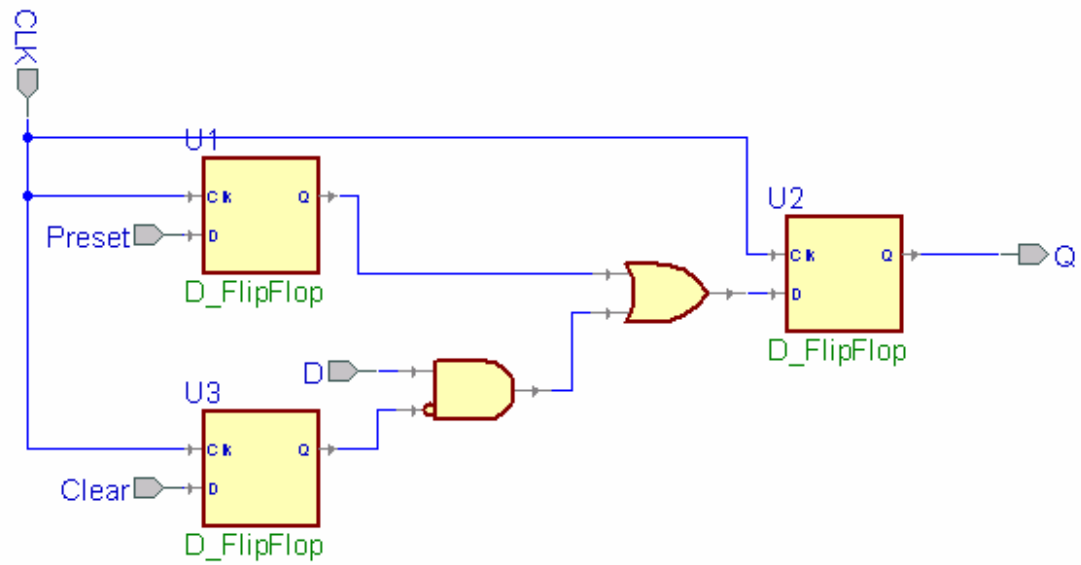 CLK
U1
Clk
Q
D
Preset
D_FlipFlop
U2
Clk
Q
D
D_FlipFlop
Q
D
U3
Clk
Q
D
Clear
D_FlipFlop